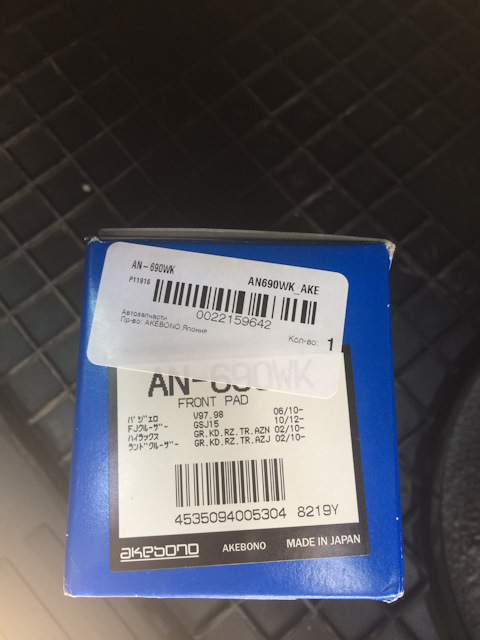 AN-690WK
P11916
AN690WK_AKE
0022159642
Автозапчасти
Пр-во: AKEBONO,Япония
Кол-во: 1
AN-690WK
FRONT PAD
パジェロ V97.98 06/10-
FJクルーザー GSJ15 10/12-
ハイラックス GR.KD.RZ.TR.AZN 02/10-
ランドクルーザー GR.KD.RZ.TR.AZJ 02/10-
4535094005304 8219Y
akebono AKEBONO MADE IN JAPAN